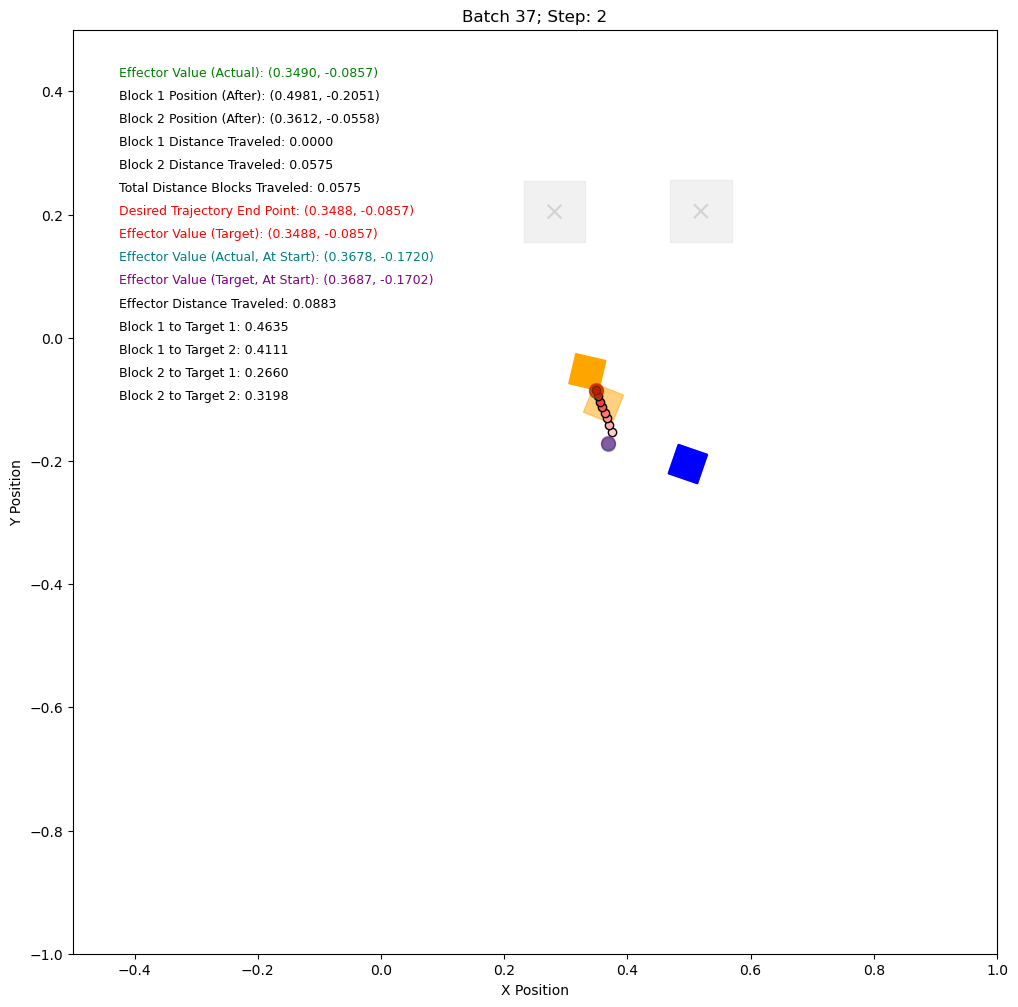 Batch 37; Step: 2
Effector Value (Actual): (0.3490, -0.0857)
Block 1 Position (After): (0.4981, -0.2051)
Block 2 Position (After): (0.3612, -0.0558)
Block 1 Distance Traveled: 0.0000
Block 2 Distance Traveled: 0.0575
Total Distance Blocks Traveled: 0.0575
Desired Trajectory End Point: (0.3488, -0.0857)
Effector Value (Target): (0.3488, -0.0857)
Effector Value (Actual, At Start): (0.3678, -0.1720)
Effector Value (Target, At Start): (0.3687, -0.1702)
Effector Distance Traveled: 0.0883
Block 1 to Target 1: 0.4635
Block 1 to Target 2: 0.4111
Block 2 to Target 1: 0.2660
Block 2 to Target 2: 0.3198
Y Position
0.4
0.2
0.0
−0.2
−0.4
−0.6
−0.8
−1.0
−0.4
−0.2
0.0
0.2
0.4
0.6
0.8
1.0
X Position